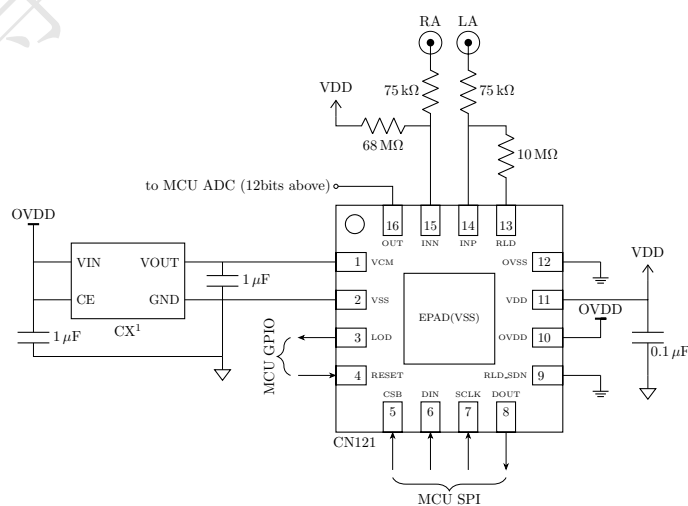 RA LA
75 kΩ 75 kΩ
VDD
68 MΩ
10 MΩ
to MCU ADC (12bits above)
16 15 14 13
OUT INN INP RLD
OVDD
VIN VOUT
CE GND
CX¹
1 µF
1 µF
1 VCM
2 VSS
3 LOD
4 RESET
MCU GPIO
EPAD(VSS)
OVSS 12
VDD 11
OVDD 10
RLD_SDN 9
VDD
OVDD
0.1 µF
CSB DIN SCLK DOUT
5 6 7 8
CN121
MCU SPI